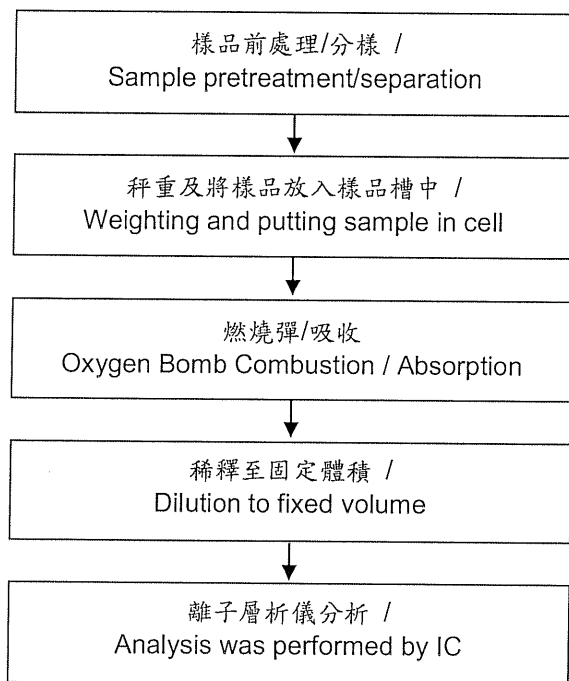 樣品前處理/分樣 /
Sample pretreatment/separation
秤重及將樣品放入樣品槽中 /
Weighting and putting sample in cell
燃燒彈/吸收
Oxygen Bomb Combustion / Absorption
稀釋至固定體積 /
Dilution to fixed volume
離子層析儀分析 /
Analysis was performed by IC